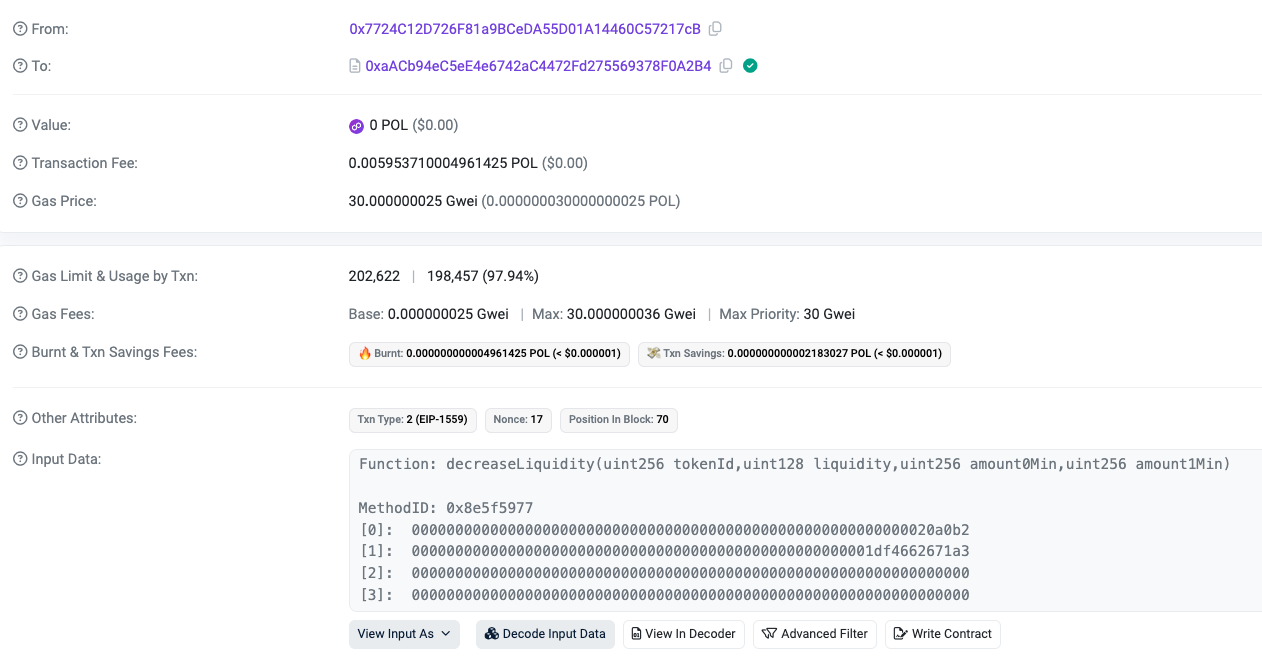 From: 0x7724C12D726F81a9BCeDA55D01A14460C57217cB
To: 0xaACb94eC5eE4e6742aC4472Fd275569378F0A2B4
Value: 0 POL ($0.00)
Transaction Fee: 0.005953710004961425 POL ($0.00)
Gas Price: 30.000000025 Gwei (0.000000030000000025 POL)
Gas Limit & Usage by Txn: 202,622 | 198,457 (97.94%)
Gas Fees: Base: 0.000000025 Gwei | Max: 30.000000036 Gwei | Max Priority: 30 Gwei
Burnt & Txn Savings Fees: 🔥 Burnt: 0.000000000004961425 POL (< $0.000001) 💸 Txn Savings: 0.000000000002183027 POL (< $0.000001)
Other Attributes: Txn Type: 2 (EIP-1559) Nonce: 17 Position In Block: 70
Input Data: Function: decreaseLiquidity(uint256 tokenId,uint128 liquidity,uint256 amount0Min,uint256 amount1Min)
MethodID: 0x8e5f5977
[0]: 000000000000000000000000000000000000000000000000000000000020a0b2
[1]: 000000000000000000000000000000000000000000000000000001df4662671a3
[2]: 0000000000000000000000000000000000000000000000000000000000000000
[3]: 0000000000000000000000000000000000000000000000000000000000000000
View Input As Decode Input Data View In Decoder Advanced Filter Write Contract